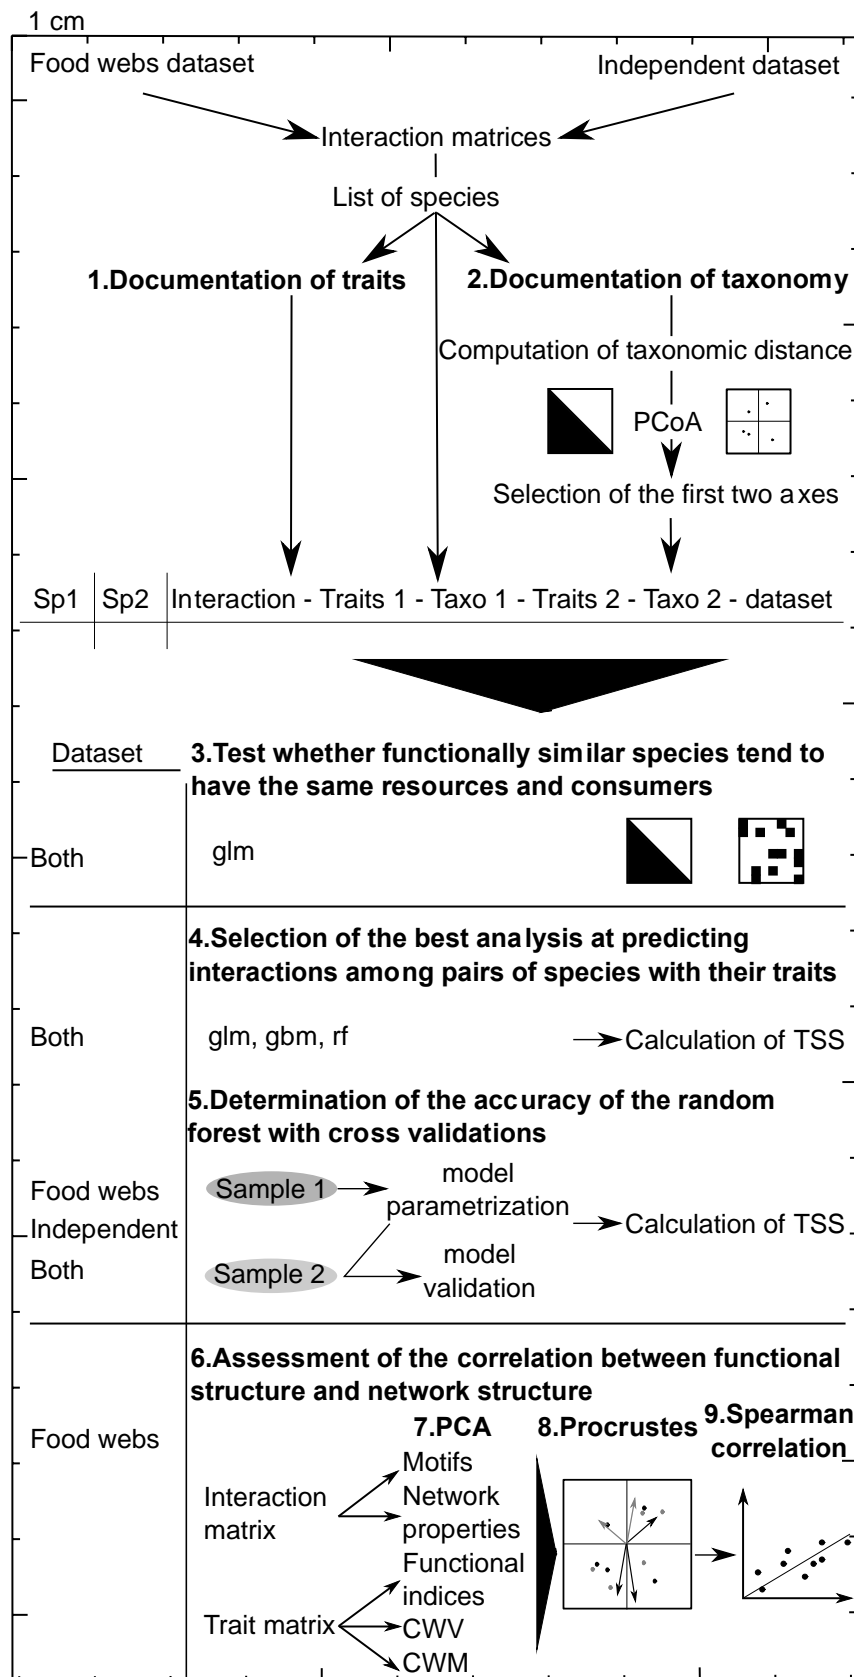 1 cm
Food webs dataset
Independent dataset
Interaction matrices
List of species
1.Documentation of traits
2.Documentation of taxonomy
Computation of taxonomic distance
PCoA
Selection of the first two axes
Sp1 Sp2 Interaction - Traits 1 - Taxo 1 - Traits 2 - Taxo 2 - dataset
Dataset
3.Test whether functionally similar species tend to
have the same resources and consumers
Both
glm
4.Selection of the best analysis at predicting
interactions among pairs of species with their traits
Both
glm, gbm, rf
Calculation of TSS
5.Determination of the accuracy of the random
forest with cross validations
Food webs
Independent
Both
Sample 1
model
parametrization
Calculation of TSS
Sample 2
model
validation
6.Assessment of the correlation between functional
structure and network structure
Food webs
7.PCA
8.Procrustes
9.Spearman
correlation
Interaction
matrix
Motifs
Network
properties
Functional
indices
Trait matrix
CWV
CWM